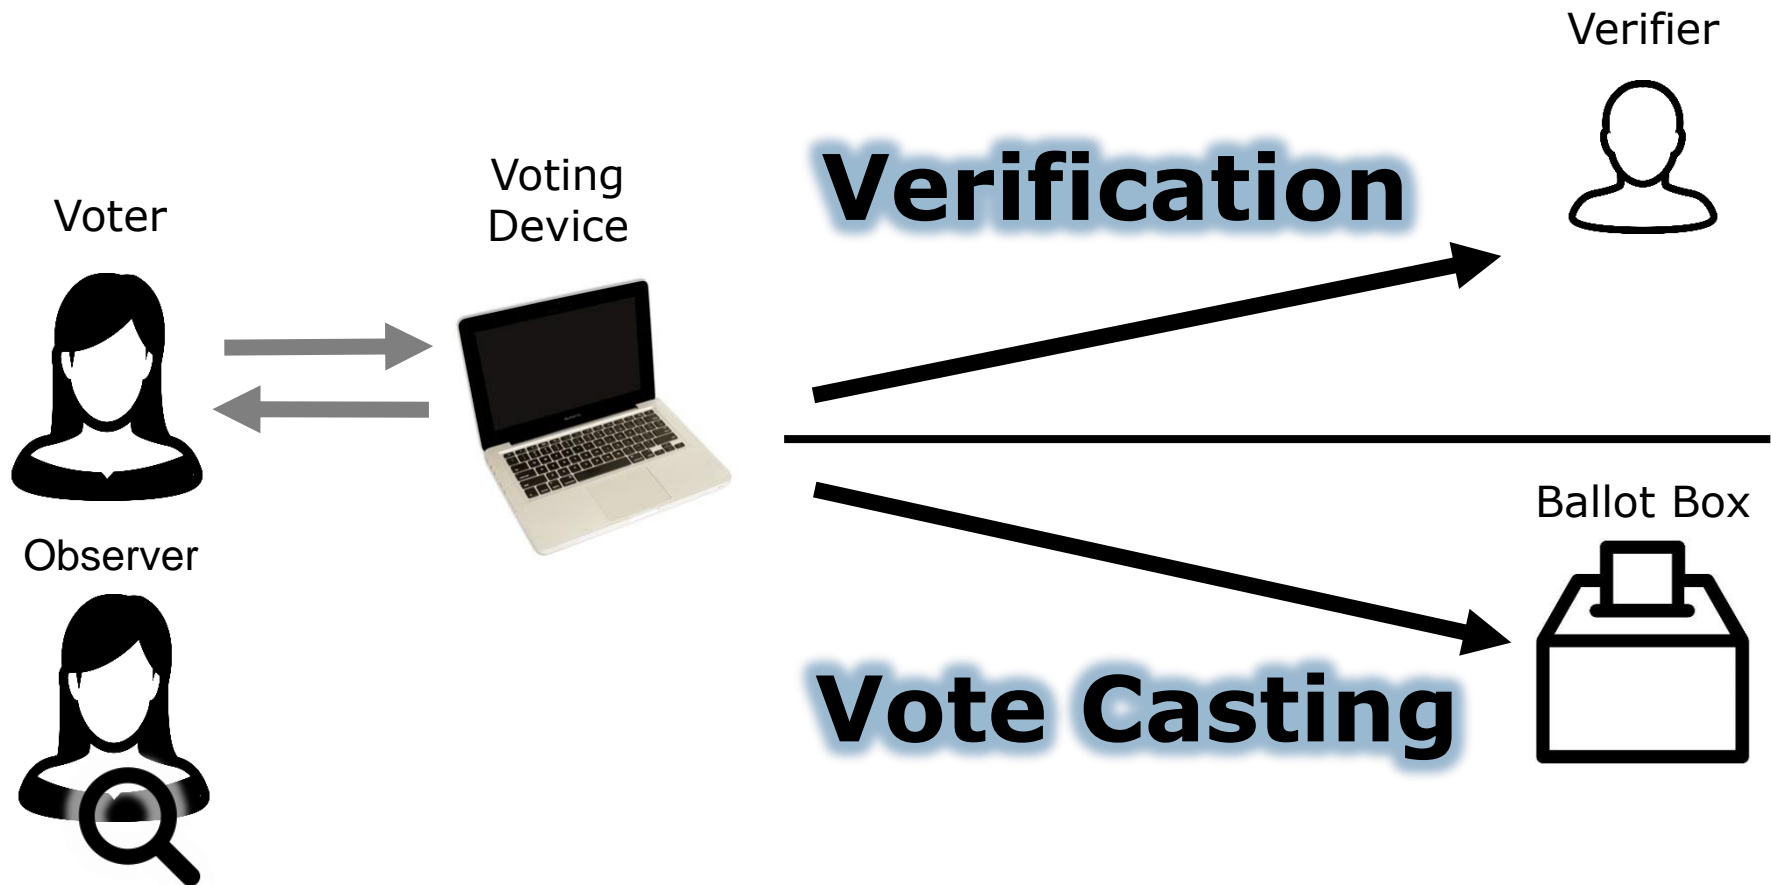 Verifier
Verification
Voting
Device
Voter
Ballot Box
Observer
Vote Casting